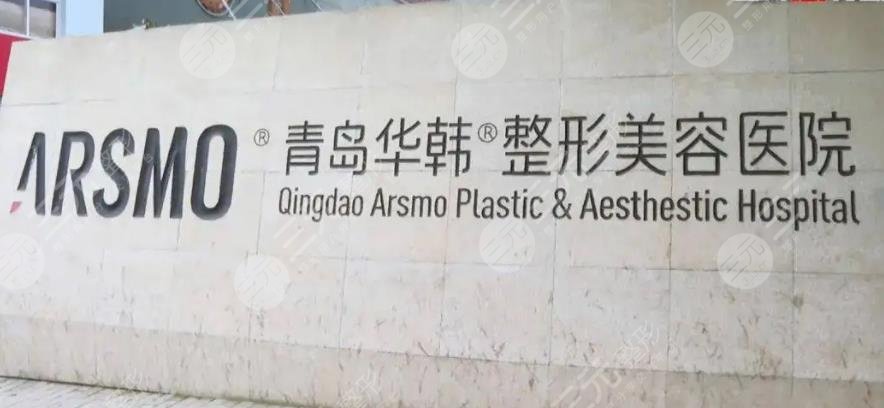 ARSMO® 青岛华韩®整形美容医院
Qingdao Arsmo Plastic & Aesthestic Hospital